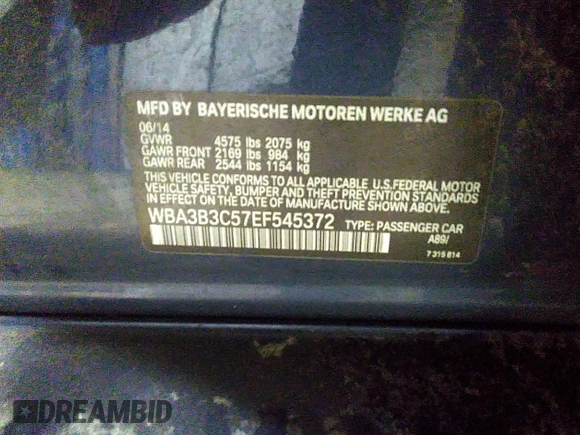 MFD BY BAYERISCHE MOTOREN WERKE AG
06/14
GVWR 4575 lbs 2075 kg
GAWR FRONT 2169 lbs 984 kg
GAWR REAR 2544 lbs 1154 kg
THIS VEHICLE CONFORMS TO ALL APPLICABLE U.S.FEDERAL MOTOR
VEHICLE SAFETY, BUMPER AND THEFT PREVENTION STANDARDS
IN EFFECT ON THE DATE OF MANUFACTURE SHOWN ABOVE.
WBA3B3C57EF545372 TYPE: PASSENGER CAR
A89/
7 315 814
DREAMBID